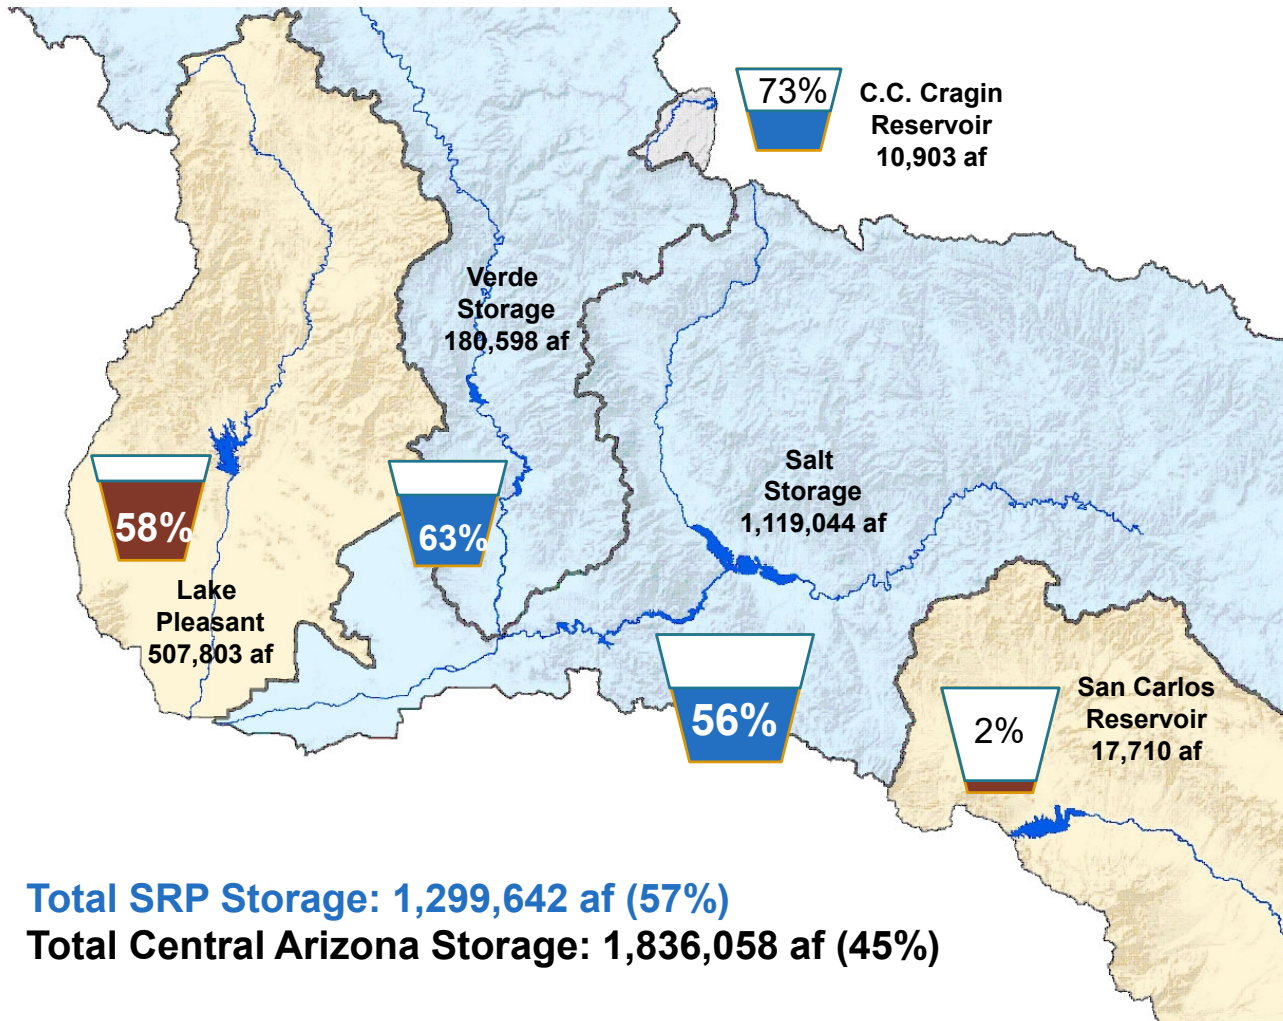 73%
C.C. Cragin
Reservoir
10,903 af
Verde
Storage
180,598 af
63%
58%
Lake
Pleasant
507,803 af
Salt
Storage
1,119,044 af
56%
San Carlos
Reservoir
17,710 af
2%
Total SRP Storage: 1,299,642 af (57%)
Total Central Arizona Storage: 1,836,058 af (45%)